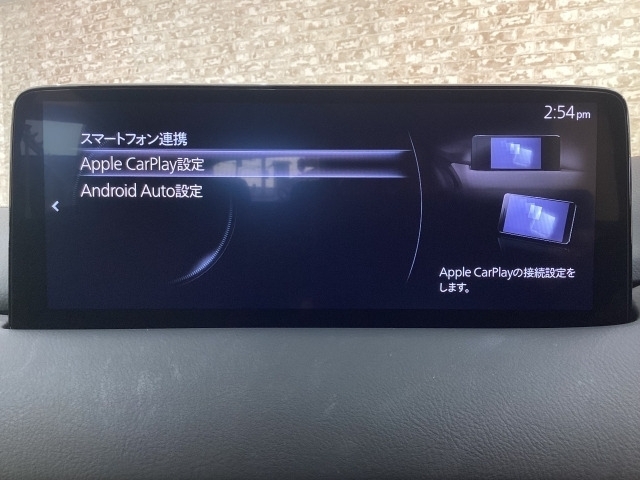 2:54pm
スマートフォン連携
Apple CarPlay設定
Android Auto設定
Apple CarPlayの接続設定を
します。